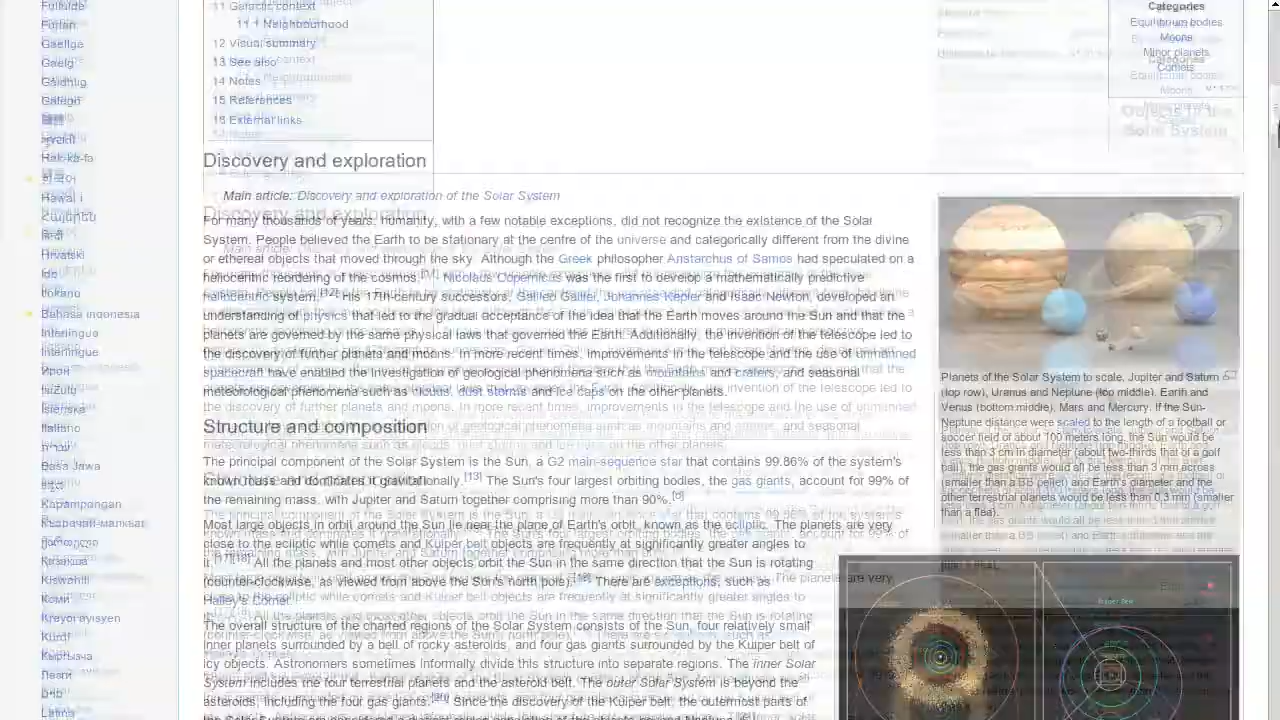 Fulfulde
Furlan
Gaeilge
Gaelg
Gàidhlig
Galego
Hak-kâ-fa
한국어
Hawai`i
Հայերեն
हिन्दी
Hrvatski
Ido
Ilokano
Bahasa Indonesia
Interlingua
Interlingue
Ирон
IsiZulu
Íslenska
Italiano
עברית
Basa Jawa
Kapampangan
Къарачай-малкъар
ქართული
Қазақша
Kiswahili
Коми
Kreyòl ayisyen
Kurdî
Кыргызча
Latina
11 Galactic context
11.1 Neighbourhood
12 Visual summary
13 See also
14 Notes
15 References
16 External links
Discovery and exploration
Main article: Discovery and exploration of the Solar System
For many thousands of years, humanity, with a few notable exceptions, did not recognize the existence of the Solar
System. People believed the Earth to be stationary at the centre of the universe and categorically different from the divine
or ethereal objects that moved through the sky. Although the Greek philosopher Aristarchus of Samos had speculated on a
heliocentric reordering of the cosmos, Nicolaus Copernicus was the first to develop a mathematically predictive
heliocentric system.[12] His 17th-century successors, Galileo Galilei, Johannes Kepler and Isaac Newton, developed an
understanding of physics that led to the gradual acceptance of the idea that the Earth moves around the Sun and that the
planets are governed by the same physical laws that governed the Earth. Additionally, the invention of the telescope led to
the discovery of further planets and moons. In more recent times, improvements in the telescope and the use of unmanned
spacecraft have enabled the investigation of geological phenomena such as mountains and craters, and seasonal
meteorological phenomena such as clouds, dust storms and ice caps on the other planets.
Structure and composition
The principal component of the Solar System is the Sun, a G2 main-sequence star that contains 99.86% of the system's
known mass and dominates it gravitationally.[13] The Sun's four largest orbiting bodies, the gas giants, account for 99% of
the remaining mass, with Jupiter and Saturn together comprising more than 90%.
Most large objects in orbit around the Sun lie near the plane of Earth's orbit, known as the ecliptic. The planets are very
close to the ecliptic while comets and Kuiper belt objects are frequently at significantly greater angles to
it. All the planets and most other objects orbit the Sun in the same direction that the Sun is rotating
(counter-clockwise, as viewed from above the Sun's north pole). There are exceptions, such as
Halley's Comet.
The overall structure of the charted regions of the Solar System consists of the Sun, four relatively small
inner planets surrounded by a belt of rocky asteroids, and four gas giants surrounded by the Kuiper belt of
icy objects. Astronomers sometimes informally divide this structure into separate regions. The inner Solar
System includes the four terrestrial planets and the asteroid belt. The outer Solar System is beyond the
asteroids, including the four gas giants. Since the discovery of the Kuiper belt, the outermost parts of
Categories
Equilibrium bodies
Moons
Minor planets
Comets
Objects in the
Solar System
Planets of the Solar System to scale. Jupiter and Saturn
(top row), Uranus and Neptune (top middle), Earth and
Venus (bottom middle), Mars and Mercury. If the Sun-
Neptune distance were scaled to the length of a football or
soccer field of about 100 meters long, the Sun would be
less than 3 cm in diameter (about two-thirds that of a golf
ball), the gas giants would all be less than 3 mm across
(smaller than a BB pellet) and Earth's diameter and the
other terrestrial planets would be less than 0.3 mm (smaller
than a flea).
Kuiper Belt